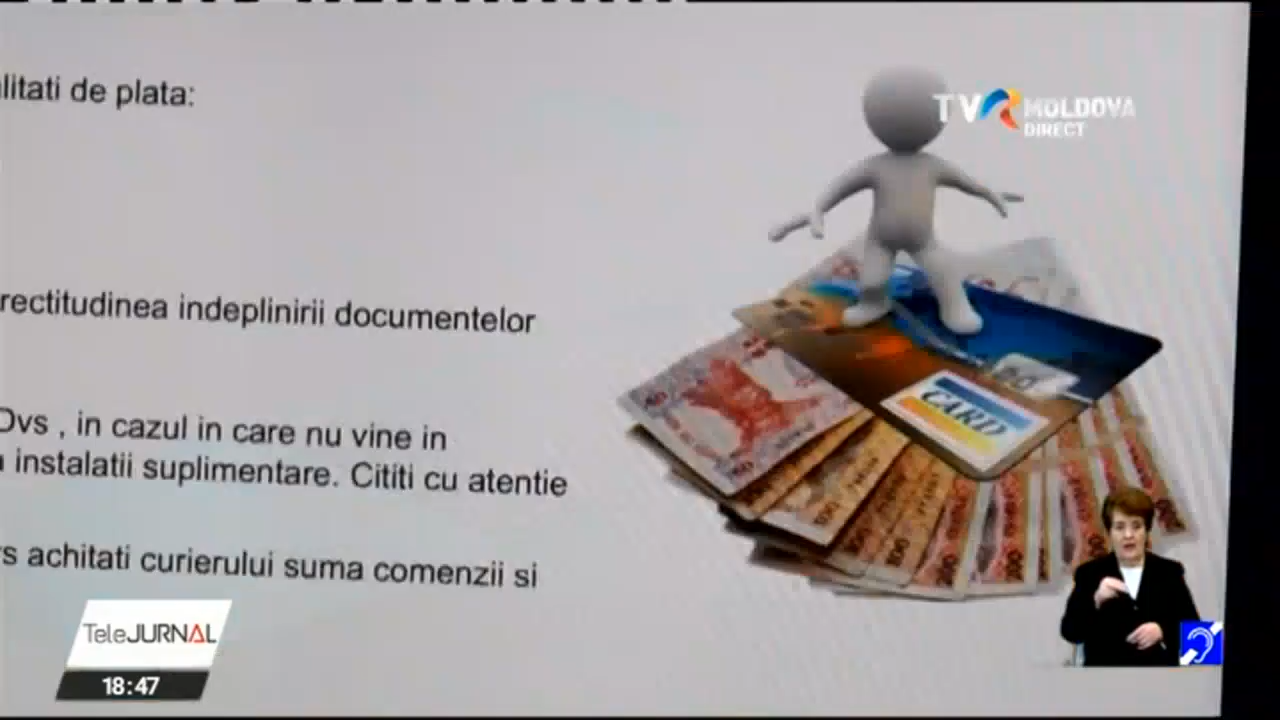 litati de plata:
TVR MOLDOVA
DIRECT
rectitudinea indeplinirii documentelor
CARD
Dvs , in cazul in care nu vine in
instalatii suplimentare. Cititi cu atentie
s achitati curierului suma comenzii si
TeleJURNAL
18:47